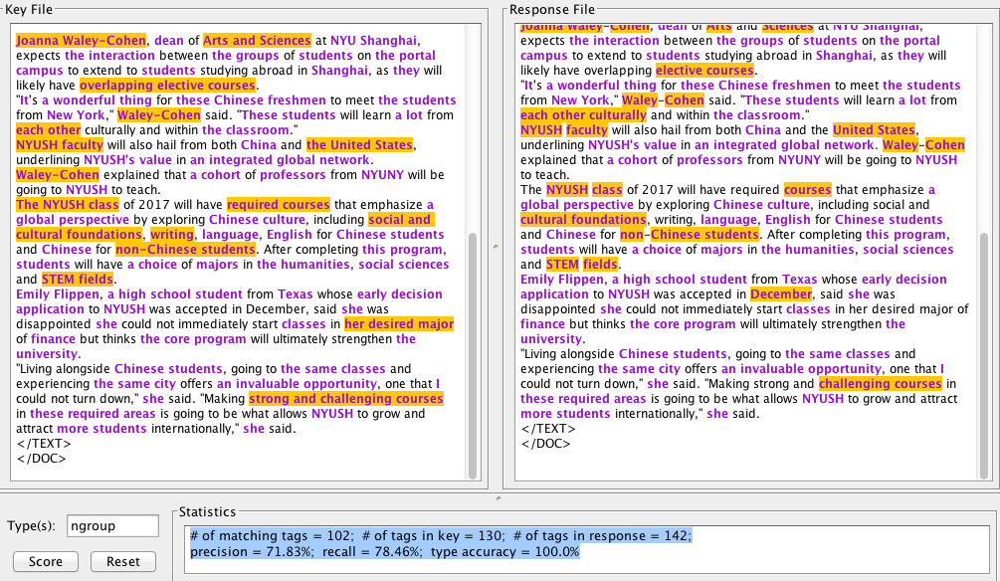 Key File
Joanna Waley-Cohen, dean of Arts and Sciences at NYU Shanghai,
expects the interaction between the groups of students on the portal
campus to extend to students studying abroad in Shanghai, as they will
likely have overlapping elective courses.
"It's a wonderful thing for these Chinese freshmen to meet the students
from New York," Waley-Cohen said. "These students will learn a lot from
each other culturally and within the classroom."
NYUSH faculty will also hail from both China and the United States,
underlining NYUSH's value in an integrated global network.
Waley-Cohen explained that a cohort of professors from NYUNY will be
going to NYUSH to teach.
The NYUSH class of 2017 will have required courses that emphasize a
global perspective by exploring Chinese culture, including social and
cultural foundations, writing, language, English for Chinese students
and Chinese for non-Chinese students. After completing this program,
students will have a choice of majors in the humanities, social sciences
and STEM fields.
Emily Flippen, a high school student from Texas whose early decision
application to NYUSH was accepted in December, said she was
disappointed she could not immediately start classes in her desired major
of finance but thinks the core program will ultimately strengthen the
university.
"Living alongside Chinese students, going to the same classes and
experiencing the same city offers an invaluable opportunity, one that I
could not turn down," she said. "Making strong and challenging courses
in these required areas is going to be what allows NYUSH to grow and
attract more students internationally," she said.
</TEXT>
</DOC>
Response File
Joanna Waley-Cohen, dean of Arts and Sciences at NYU Shanghai,
expects the interaction between the groups of students on the portal
campus to extend to students studying abroad in Shanghai, as they will
likely have overlapping elective courses.
"It's a wonderful thing for these Chinese freshmen to meet the students
from New York," Waley-Cohen said. "These students will learn a lot from
each other culturally and within the classroom."
NYUSH faculty will also hail from both China and the United States,
underlining NYUSH's value in an integrated global network. Waley-Cohen
explained that a cohort of professors from NYUNY will be going to NYUSH
to teach.
The NYUSH class of 2017 will have required courses that emphasize a
global perspective by exploring Chinese culture, including social and
cultural foundations, writing, language, English for Chinese students
and Chinese for non-Chinese students. After completing this program,
students will have a choice of majors in the humanities, social sciences
and STEM fields.
Emily Flippen, a high school student from Texas whose early decision
application to NYUSH was accepted in December, said she was
disappointed she could not immediately start classes in her desired major of
finance but thinks the core program will ultimately strengthen the
university.
"Living alongside Chinese students, going to the same classes and
experiencing the same city offers an invaluable opportunity, one that I
could not turn down," she said. "Making strong and challenging courses in
these required areas is going to be what allows NYUSH to grow and attract
more students internationally," she said.
</TEXT>
</DOC>
Type(s): ngroup
Score Reset
Statistics
# of matching tags = 102; # of tags in key = 130; # of tags in response = 142;
precision = 71.83%; recall = 78.46%; type accuracy = 100.0%